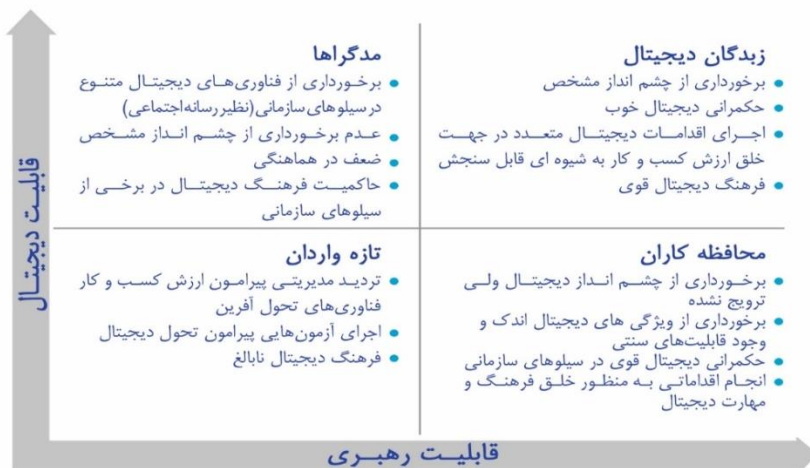 زبدگان دیجیتال
برخورداری از چشم انداز مشخص
حکمرانی دیجیتال خوب
اجرای اقدامات دیجیتال متعدد در جهت
خلق ارزش کسب و کار به شیوه ای قابل سنجش
فرهنگ دیجیتال قوی
مدگراها
برخورداری از فناوری‌های دیجیتال متنوع
در سیلوهای سازمانی (نظیر رسانه اجتماعی)
عدم برخورداری از چشم انداز مشخص
ضعف در هماهنگی
حاکمیت فرهنگ دیجیتال در برخی از
سیلوهای سازمانی
محافظه کاران
برخورداری از چشم انداز دیجیتال ولی
ترویج نشده
برخورداری از ویژگی های دیجیتال اندک و
وجود قابلیت‌های سنتی
حکمرانی دیجیتال قوی در سیلوهای سازمانی
انجام اقداماتی به منظور خلق فرهنگ و
مهارت دیجیتال
تازه واردان
تردید مدیریتی پیرامون ارزش کسب و کار
فناوری‌های تحول آفرین
اجرای آزمون‌هایی پیرامون تحول دیجیتال
فرهنگ دیجیتال نابالغ
قابلیت دیجیتال
قابلیت رهبری